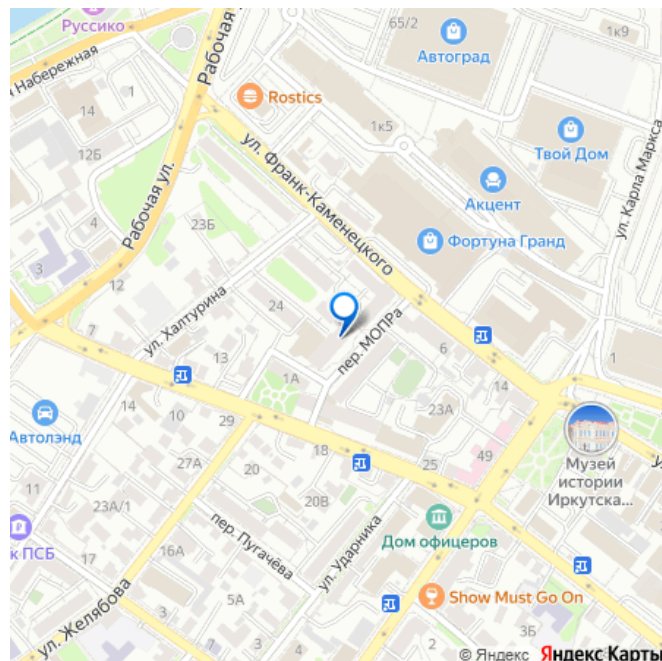 Руссико
65/2
1к9
Автоград
Набережная
Рабочая
14
1
Rostics
1к5
Твой Дом
ул. Карла Маркса
12Б
ул. Франк-Каменецкого
Акцент
Рабочая ул.
23Б
Фортуна Гранд
4
3
2
24
12
7
ул. Халтурина
пер. МОПРа
13
6
1
1А
14
Автолэнд
14
10
29
23А
18
49
25
Музей
истории
Иркутска...
27А
20
11
23А/1
20В
Дом офицеров
к ПСБ
17
16А
пер. Пугачёва
ул. Ударника
5А
Show Must Go On
ул. Желябова
3
4
2
3Б
© Яндекс Яндекс Карты